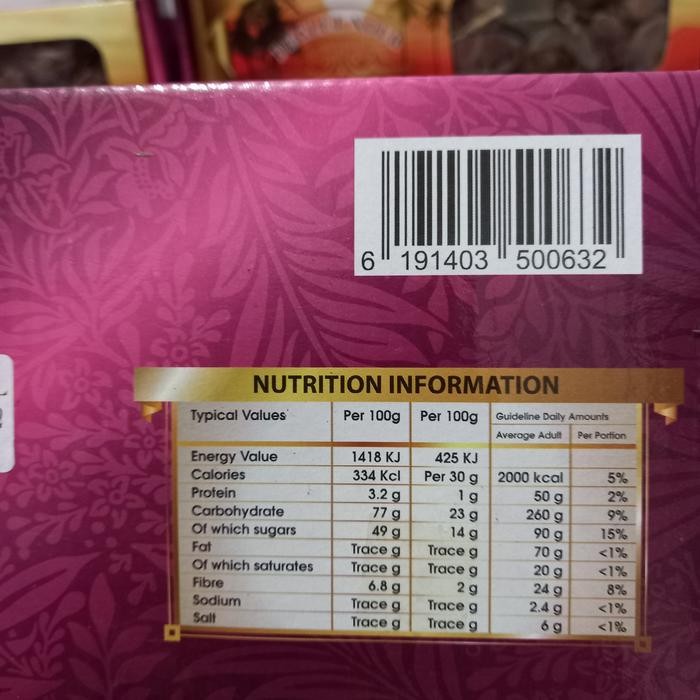 6 191403 500632
NUTRITION INFORMATION
Typical Values Per 100g Per 100g Guideline Daily Amounts
Average Adult Per Portion
Energy Value 1418 KJ 425 KJ
Calories 334 Kcl Per 30 g 2000 kcal 5%
Protein 3.2 g 1 g 50 g 2%
Carbohydrate 77 g 23 g 260 g 9%
Of which sugars 49 g 14 g 90 g 15%
Fat Trace g Trace g 70 g <1%
Of which saturates Trace g Trace g 20 g <1%
Fibre 6.8 g 2 g 24 g 8%
Sodium Trace g Trace g 2.4 g <1%
Salt Trace g Trace g 6 g <1%